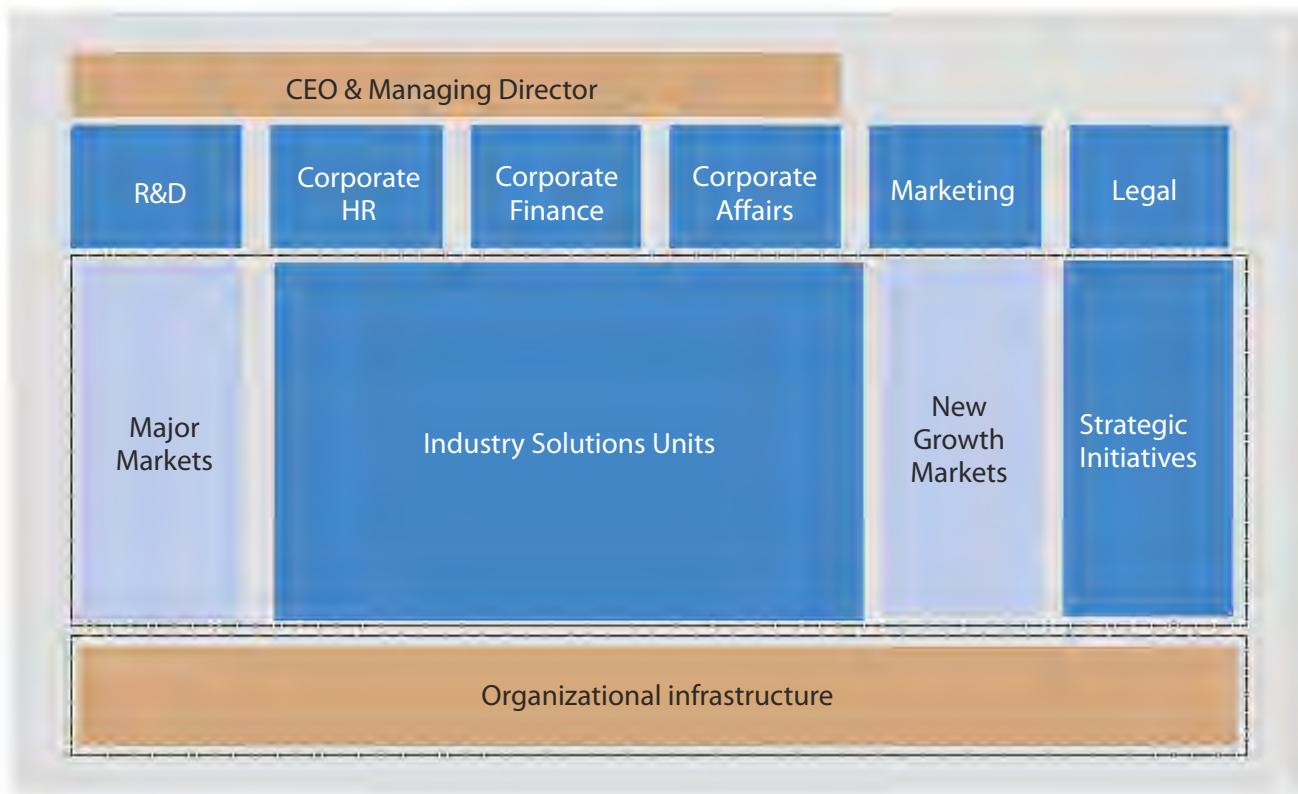 CEO & Managing Director
R&D
Corporate
HR
Corporate
Finance
Corporate
Affairs
Marketing
Legal
Major
Markets
Industry Solutions Units
New
Growth
Markets
Strategic
Initiatives
Organizational infrastructure